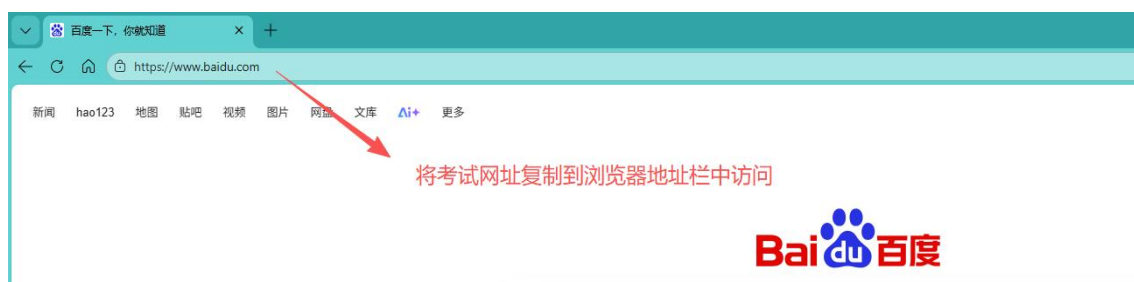 百度一下，你就知道
https://www.baidu.com
新闻 hao123 地图 贴吧 视频 图片 网盘 文库 Ai+ 更多
将考试网址复制到浏览器地址栏中访问
Bai du 百度